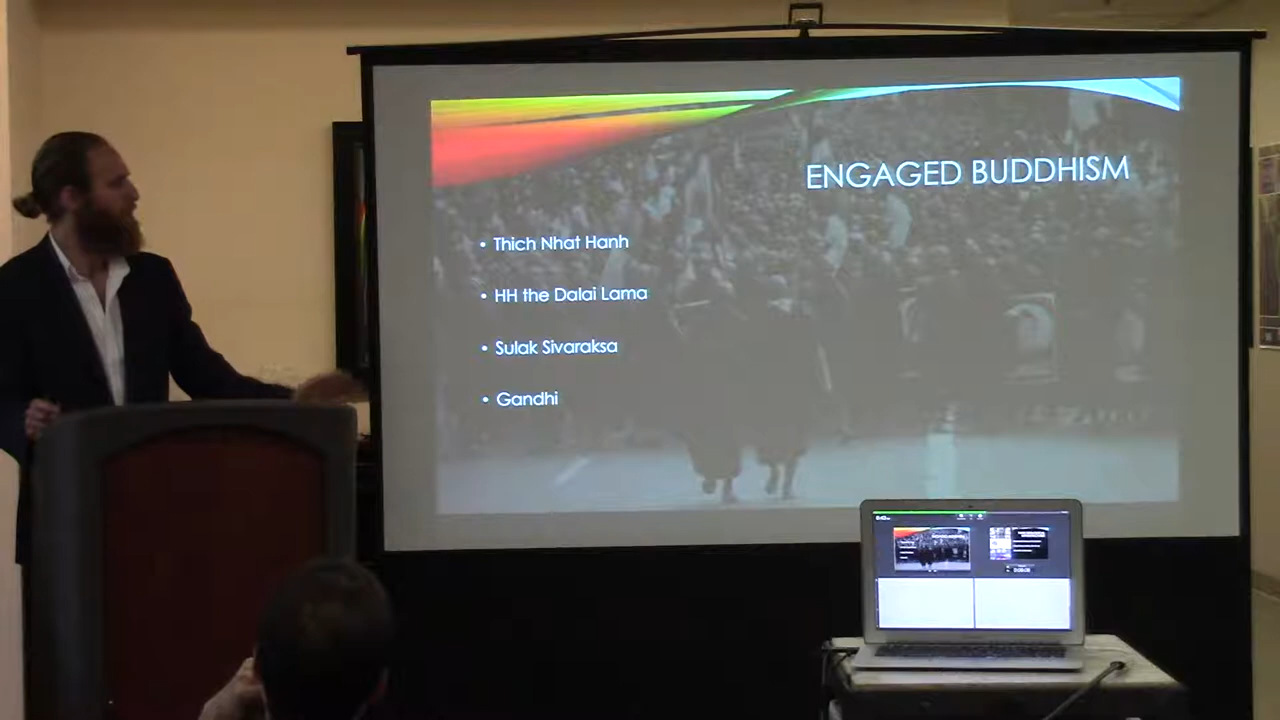 ENGAGED BUDDHISM
• Thich Nhat Hanh
• HH the Dalai Lama
• Sulak Sivaraksa
• Gandhi